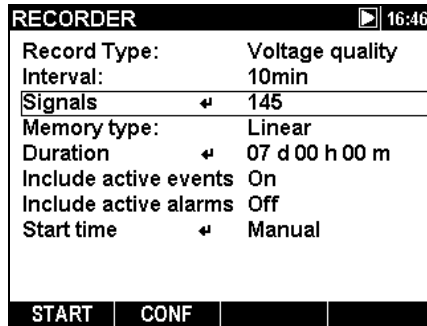 RECORDER 16:46
Record Type: Voltage quality
Interval: 10min
Signals ↵ 145
Memory type: Linear
Duration ↵ 07 d 00 h 00 m
Include active events On
Include active alarms Off
Start time ↵ Manual
START CONF